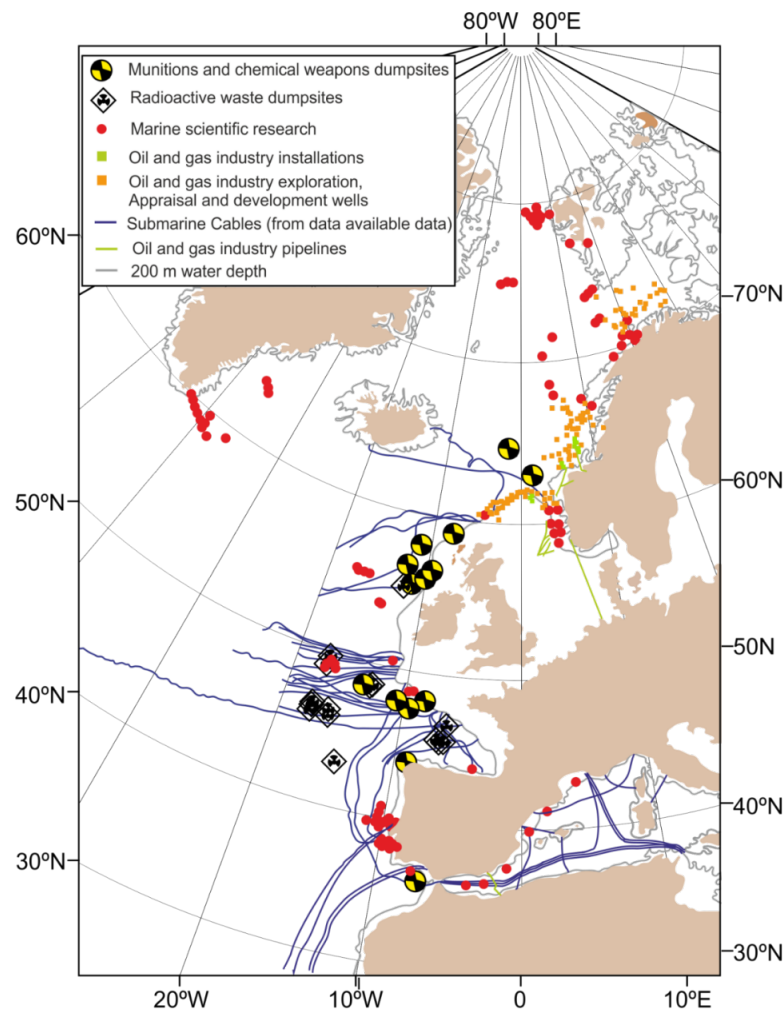 80ºW 80ºE
Munitions and chemical weapons dumpsites
Radioactive waste dumpsites
Marine scientific research
Oil and gas industry installations
Oil and gas industry exploration,
Appraisal and development wells
Submarine Cables (from data available data)
Oil and gas industry pipelines
200 m water depth
60ºN
70ºN
50ºN
60ºN
50ºN
40ºN
40ºN
30ºN
30ºN
20ºW 10ºW 0 10ºE